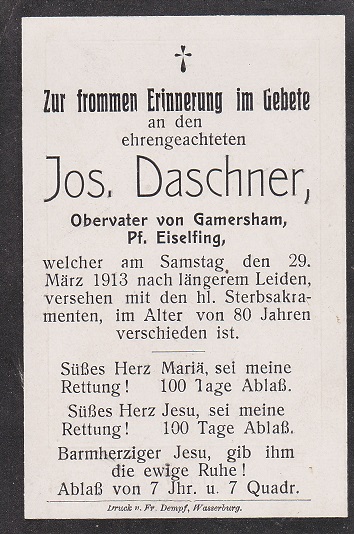 Zur frommen Erinnerung im Gebete
an den
ehrengeachteten
Jos. Daschner,
Obervater von Gamersham,
Pf. Eiselfing,
welcher am Samstag den 29.
März 1913 nach längerem Leiden,
versehen mit den hl. Sterbsakra-
menten, im Alter von 80 Jahren
verschieden ist.
Süßes Herz Mariä, sei meine
Rettung! 100 Tage Ablaß.
Süßes Herz Jesu, sei meine
Rettung! 100 Tage Ablaß.
Barmherziger Jesu, gib ihm
die ewige Ruhe!
Ablaß von 7 Jhr. u. 7 Quadr.
Druck v. Fr. Dempf, Wasserburg.